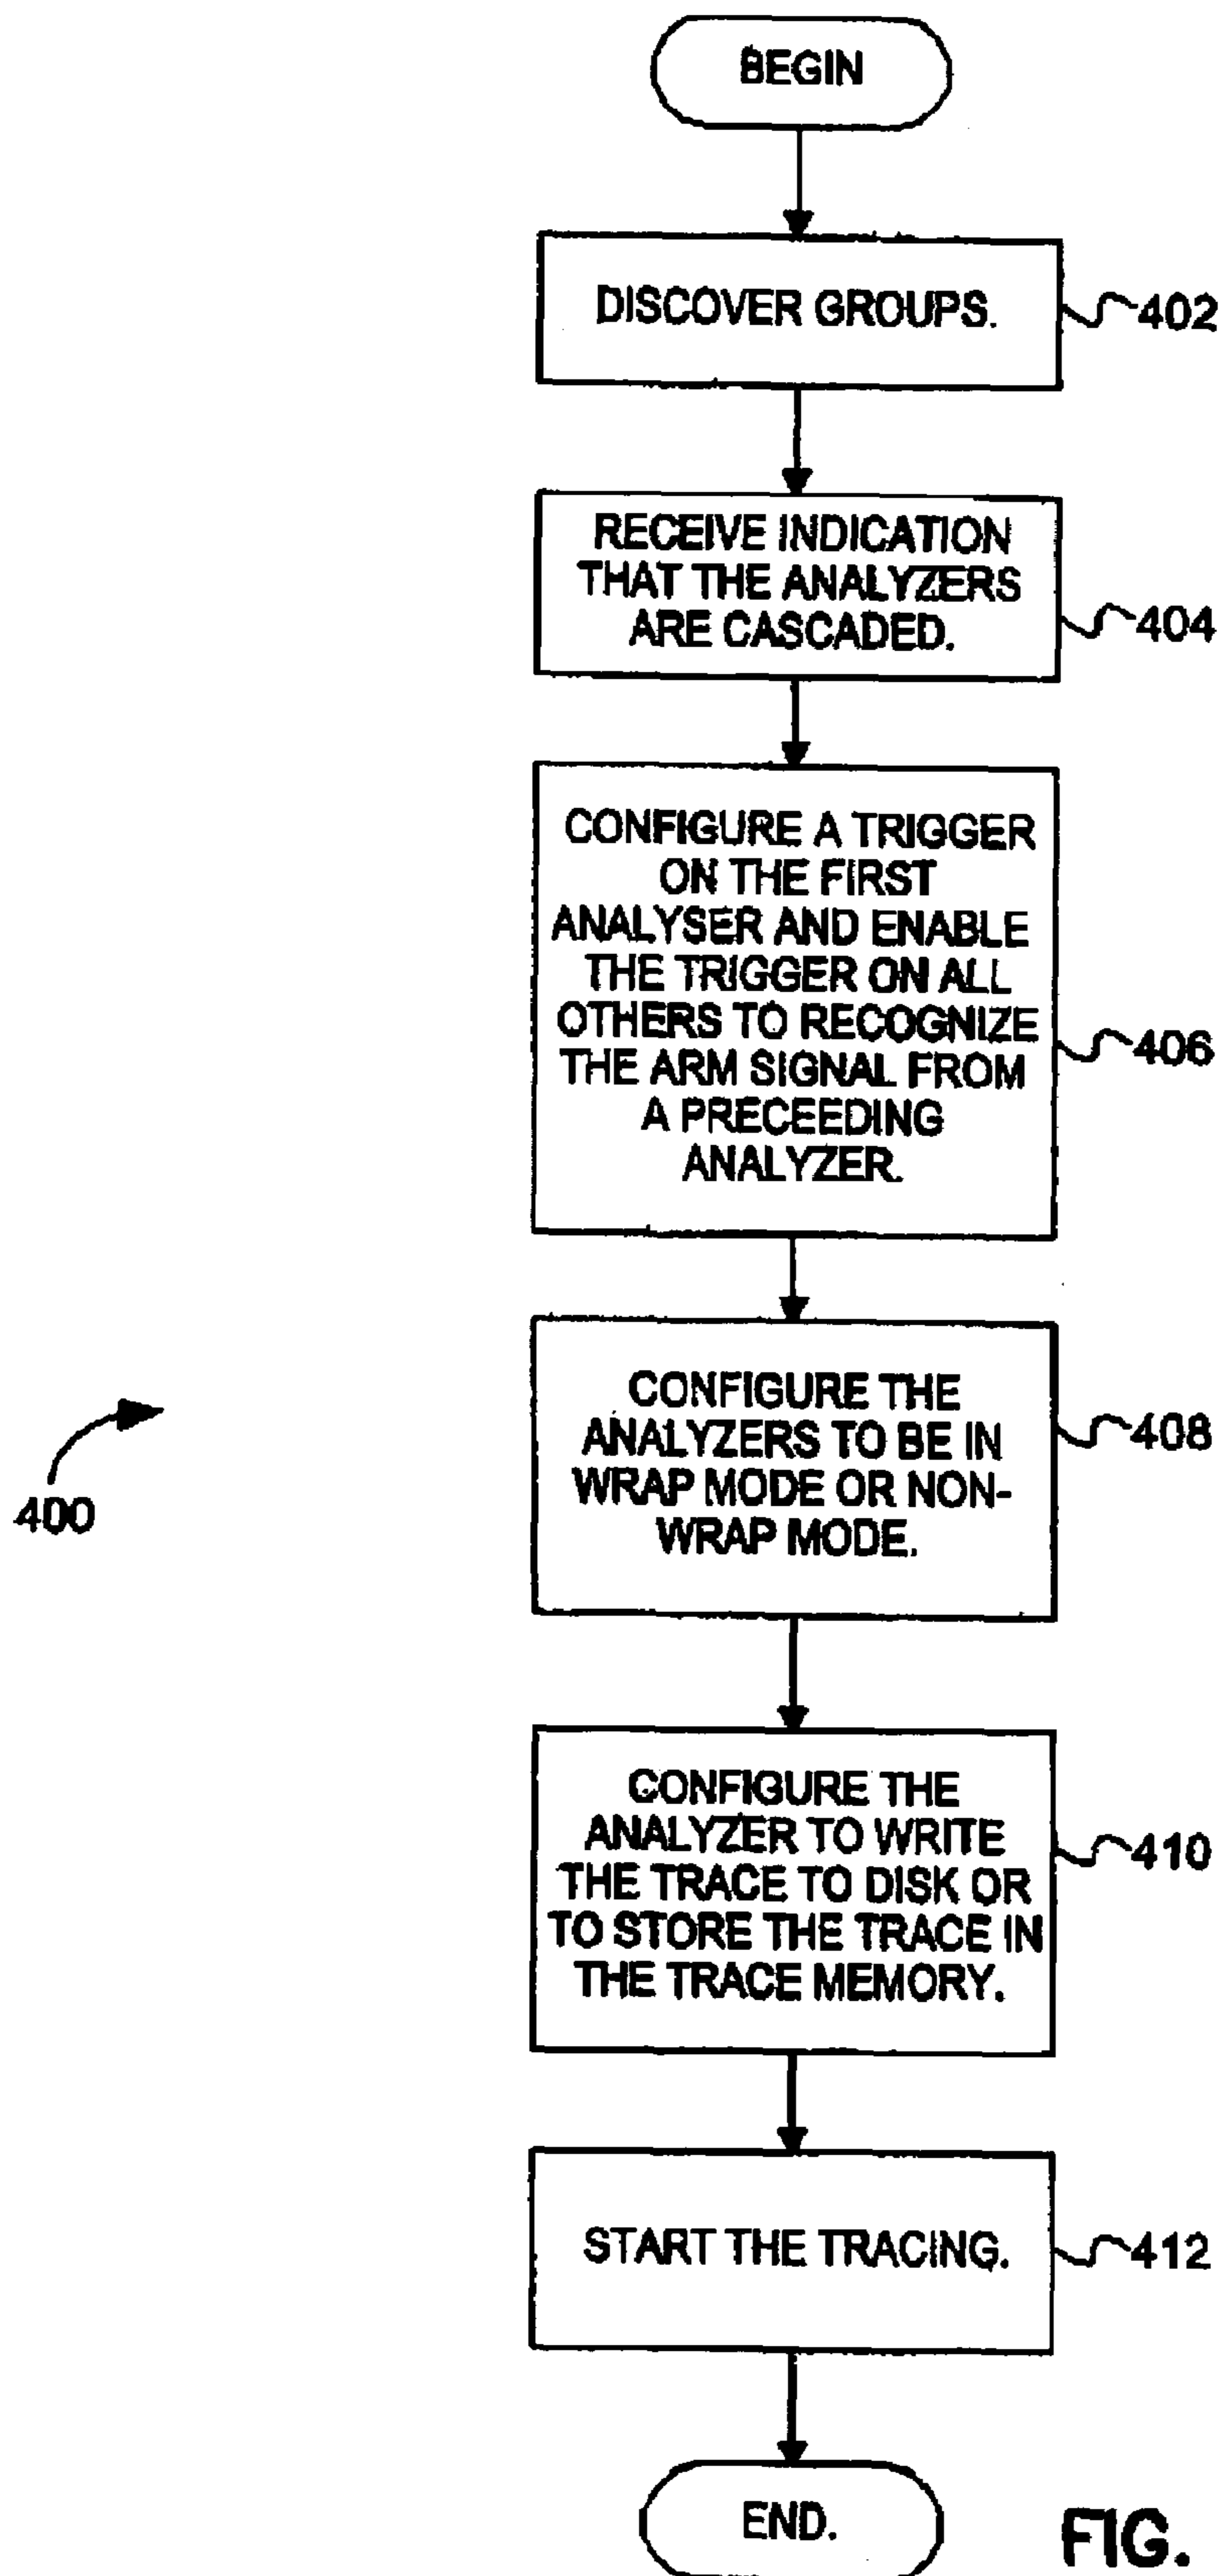 BEGIN
DISCOVER GROUPS.
402
RECEIVE INDICATION
THAT THE ANALYZERS
ARE CASCADED.
404
CONFIGURE A TRIGGER
ON THE FIRST
ANALYSER AND ENABLE
THE TRIGGER ON ALL
OTHERS TO RECOGNIZE
THE ARM SIGNAL FROM
A PRECEEDING
ANALYZER.
406
CONFIGURE THE
ANALYZERS TO BE IN
WRAP MODE OR NON-
WRAP MODE.
408
400
CONFIGURE THE
ANALYZER TO WRITE
THE TRACE TO DISK OR
TO STORE THE TRACE IN
THE TRACE MEMORY.
410
START THE TRACING.
412
END.
FIG.